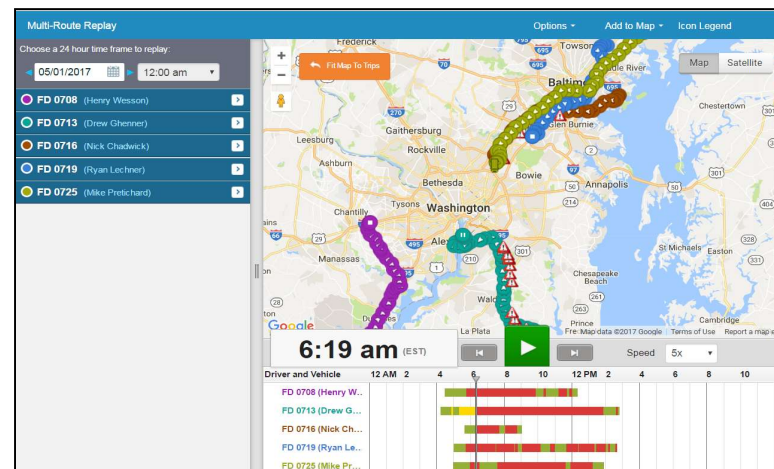 Multi-Route Replay
Options
Add to Map
Icon Legend
Choose a 24 hour time frame to replay:
05/01/2017
12:00 am
FD 0708 (Henry Wesson)
FD 0713 (Drew Ghenner)
FD 0716 (Nick Chadwick)
FD 0719 (Ryan Lechner)
FD 0725 (Mike Pretichard)
Fit Map To Trips
Map
Satellite
Frederick
Towson
Baltim
Chestertown
Glen Burnie
Gaithersburg
Leesburg
Rockville
Ashburn
Bethesda
Bowie
Annapolis
Tysons
Washington
Chantilly
Manassas
St Michaels
Easton
Chesapeake
Beach
Cambridge
Prince
La Plata
Google
Map data ©2017 Google
Terms of Use
Report a map e
6:19 am (EST)
Speed
5x
Driver and Vehicle
12 AM 2 4 6 8 10 12 PM 2 4 6 8 10
FD 0708 (Henry W..
FD 0713 (Drew G...
FD 0716 (Nick Ch...
FD 0719 (Ryan Le..
FD 0725 (Mike Pr...